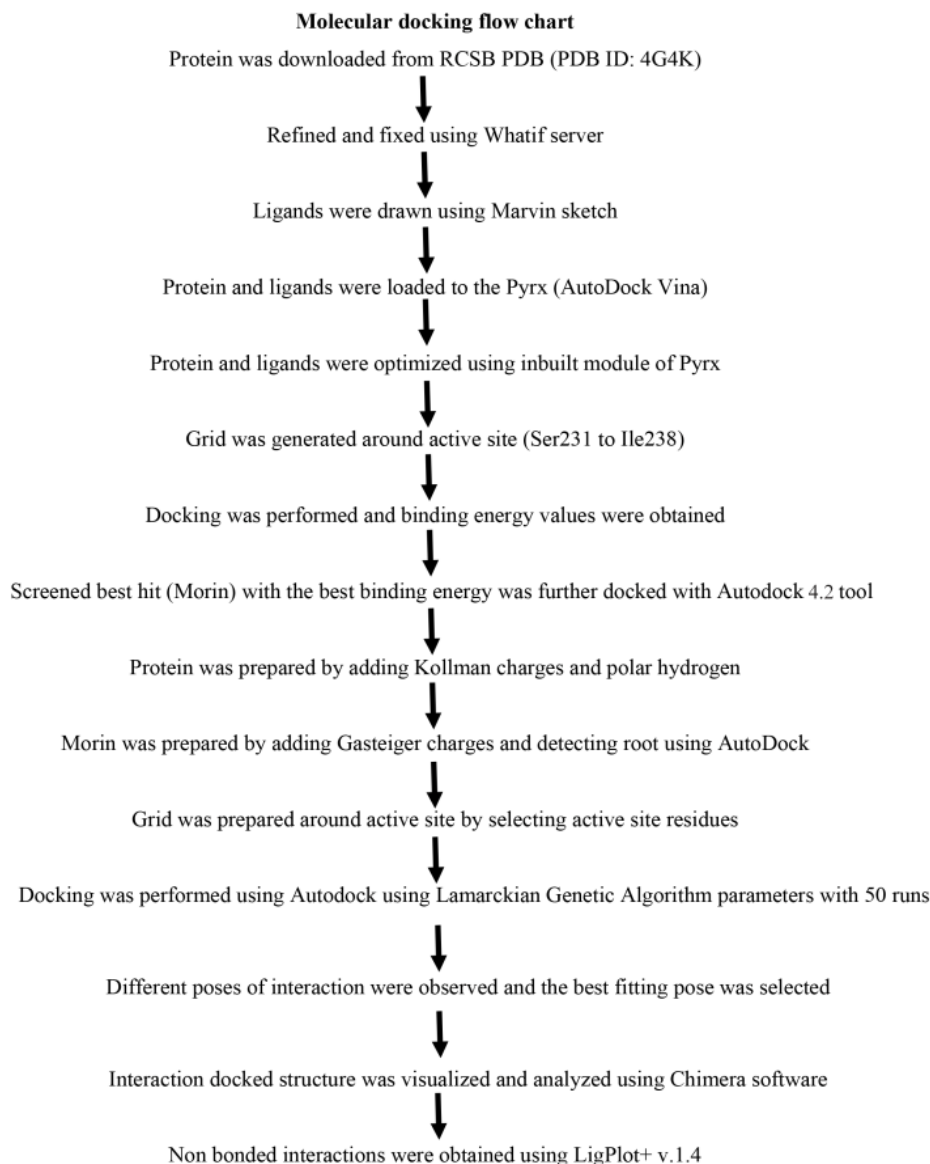 Molecular docking flow chart
Protein was downloaded from RCSB PDB (PDB ID: 4G4K)
Refined and fixed using Whatif server
Ligands were drawn using Marvin sketch
Protein and ligands were loaded to the Pyrx (AutoDock Vina)
Protein and ligands were optimized using inbuilt module of Pyrx
Grid was generated around active site (Ser231 to Ile238)
Docking was performed and binding energy values were obtained
Screened best hit (Morin) with the best binding energy was further docked with Autodock 4.2 tool
Protein was prepared by adding Kollman charges and polar hydrogen
Morin was prepared by adding Gasteiger charges and detecting root using AutoDock
Grid was prepared around active site by selecting active site residues
Docking was performed using Autodock using Lamarckian Genetic Algorithm parameters with 50 runs
Different poses of interaction were observed and the best fitting pose was selected
Interaction docked structure was visualized and analyzed using Chimera software
Non bonded interactions were obtained using LigPlot+ v.1.4